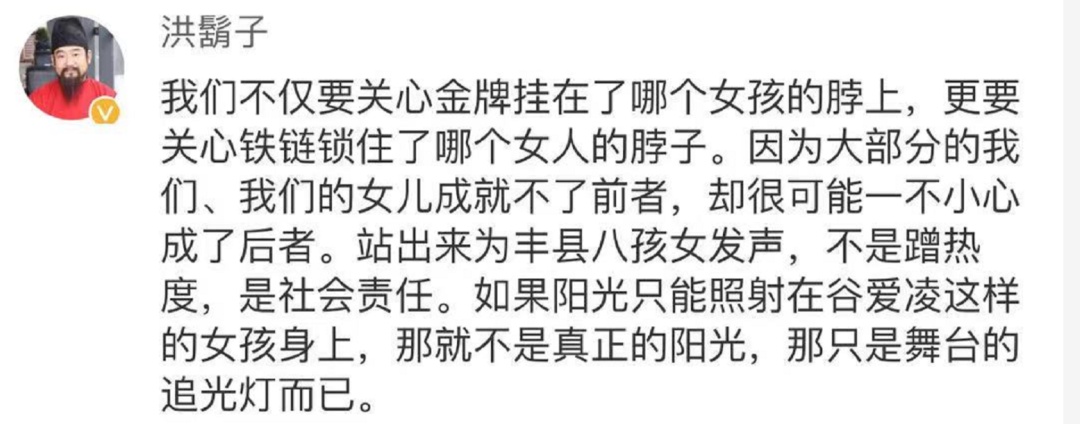 洪鬍子
我们不仅要关心金牌挂在了哪个女孩的脖上，更要
关心铁链锁住了哪个女人的脖子。因为大部分的我
们、我们的女儿成就不了前者，却很可能一不小心
成了后者。站出来为丰县八孩女发声，不是蹭热
度，是社会责任。如果阳光只能照射在谷爱凌这样
的女孩身上，那就不是真正的阳光，那只是舞台的
追光灯而已。